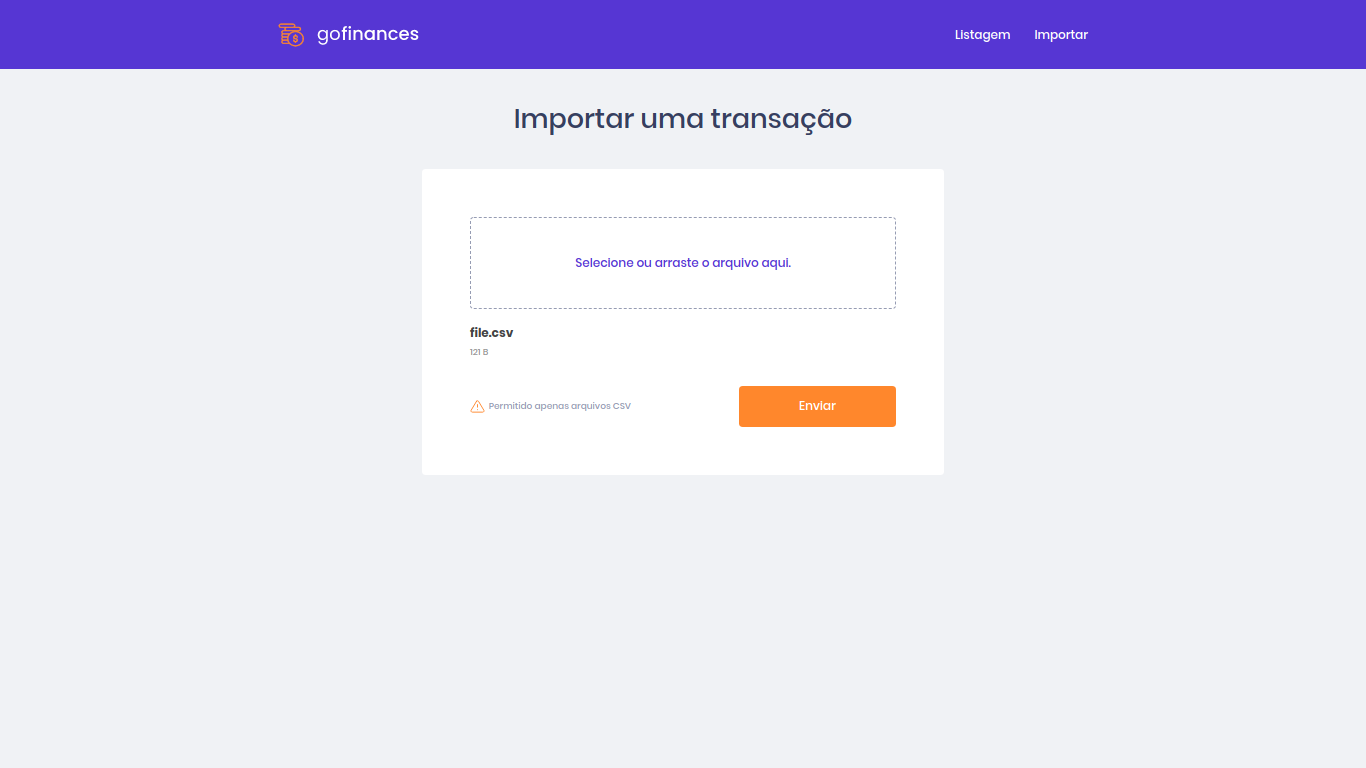 gofinances
Listagem
Importar
Importar uma transação
Selecione ou arraste o arquivo aqui.
file.csv
121 B
Permitido apenas arquivos CSV
Enviar